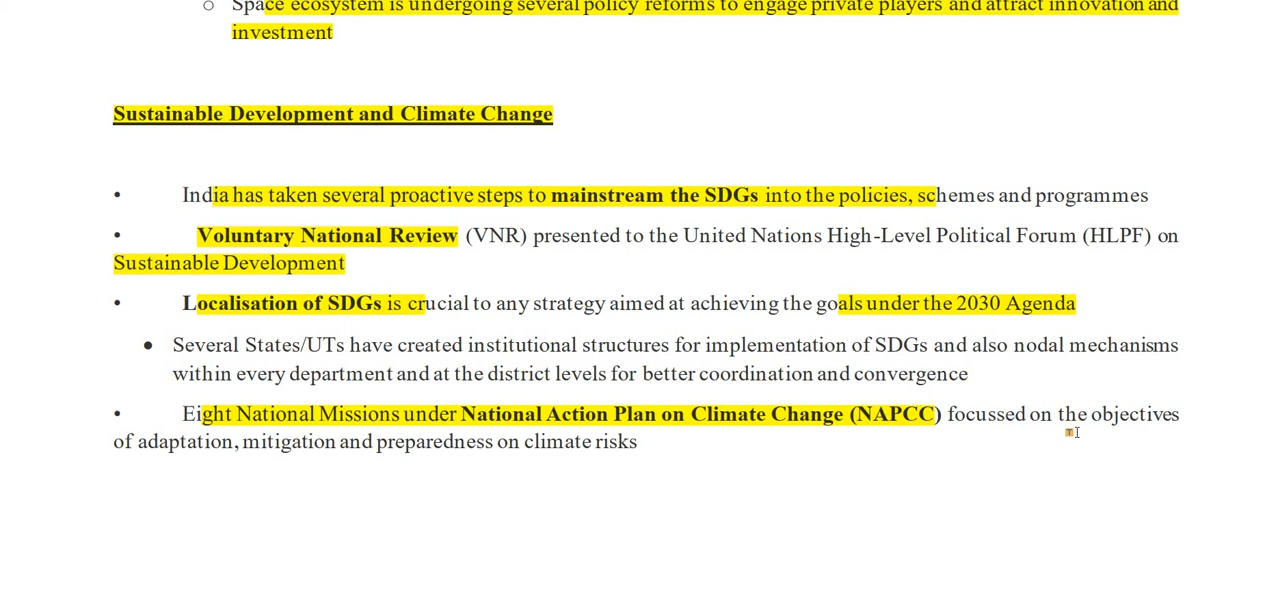 ○ Space ecosystem is undergoing several policy reforms to engage private players and attract innovation and
investment
Sustainable Development and Climate Change
• India has taken several proactive steps to mainstream the SDGs into the policies, schemes and programmes
• Voluntary National Review (VNR) presented to the United Nations High-Level Political Forum (HLPF) on
Sustainable Development
• Localisation of SDGs is crucial to any strategy aimed at achieving the goals under the 2030 Agenda
• Several States/UTs have created institutional structures for implementation of SDGs and also nodal mechanisms
within every department and at the district levels for better coordination and convergence
• Eight National Missions under National Action Plan on Climate Change (NAPCC) focussed on the objectives
of adaptation, mitigation and preparedness on climate risks